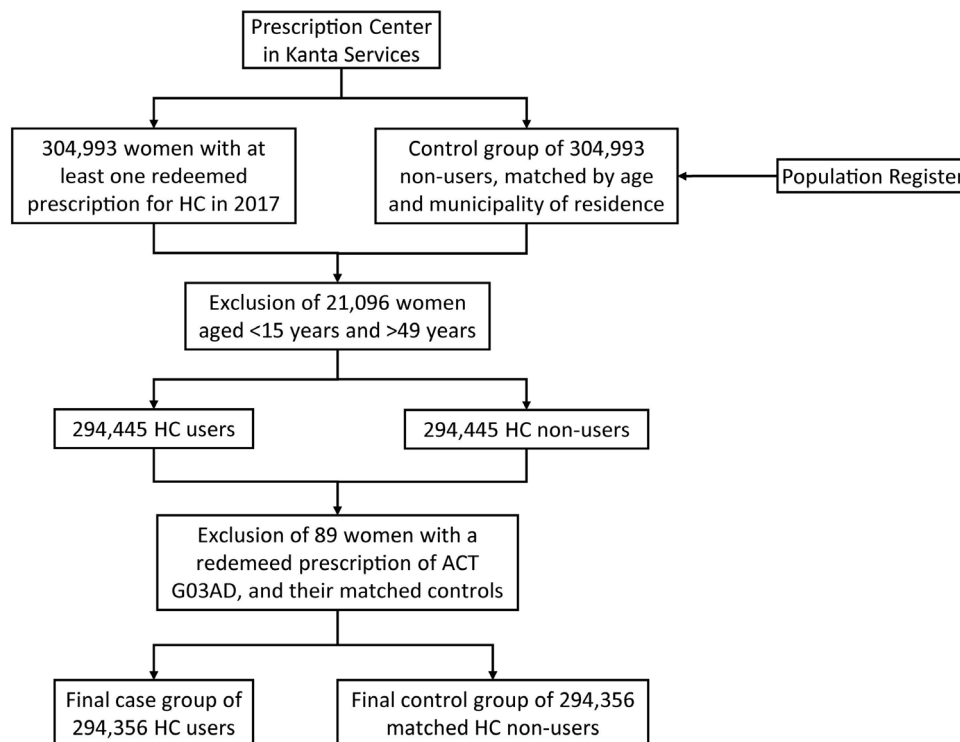 Prescription Center
in Kanta Services
304,993 women with at
least one redeemed
prescription for HC in 2017
Control group of 304,993
non-users, matched by age
and municipality of residence
Population Register
Exclusion of 21,096 women
aged <15 years and >49 years
294,445 HC users
294,445 HC non-users
Exclusion of 89 women with a
redemeed prescription of ACT
G03AD, and their matched controls
Final case group of
294,356 HC users
Final control group of 294,356
matched HC non-users